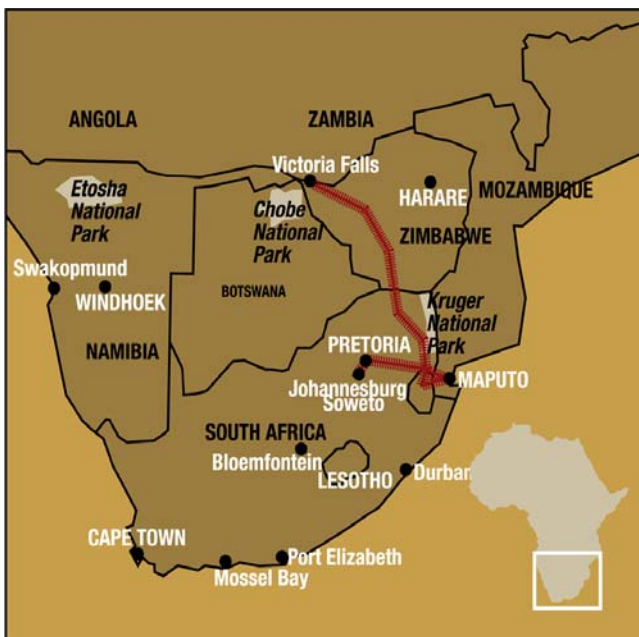 ANGOLA
ZAMBIA
Victoria Falls
Etosha
National
Park
Chobe
National
Park
HARARE
MOZAMBIQUE
ZIMBABWE
Swakopmund
WINDHOEK
BOTSWANA
Kruger
National
Park
NAMIBIA
PRETORIA
MAPUTO
Johannesburg
Soweto
SOUTH AFRICA
Bloemfontein
LESOTHO
Durban
CAPE TOWN
Port Elizabeth
Mossel Bay